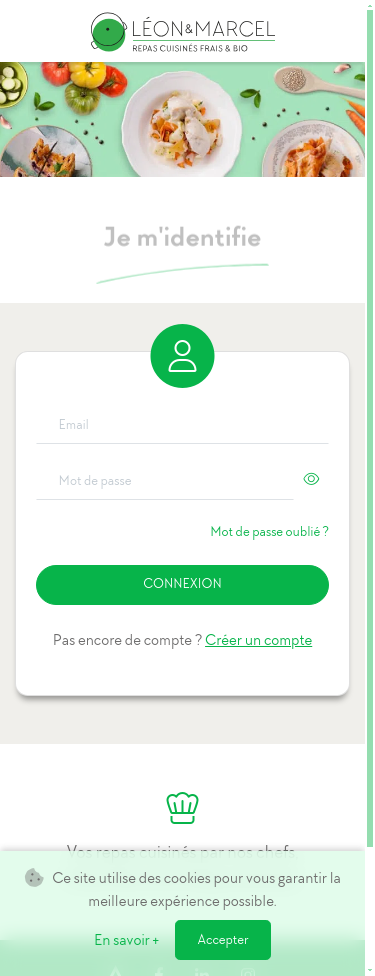 LÉON&MARCEL
REPAS CUISINÉS FRAIS & BIO
Je m'identifie
Email
Mot de passe
Mot de passe oublié ?
CONNEXION
Pas encore de compte ? Créer un compte
Vos repas cuisinés par nos chefs
Ce site utilise des cookies pour vous garantir la
meilleure expérience possible.
En savoir +
Accepter